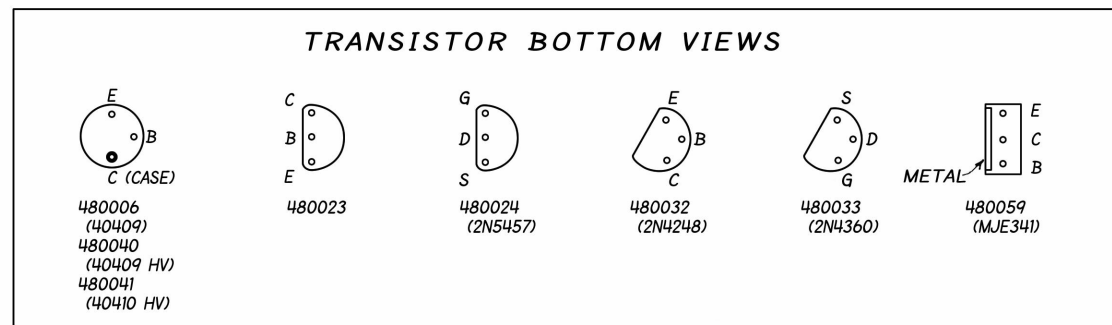 TRANSISTOR BOTTOM VIEWS
E
B
C (CASE)
480006
(40409)
480040
(40409 HV)
480041
(40410 HV)
C
B
E
480023
G
D
S
480024
(2N5457)
E
B
C
480032
(2N4248)
S
D
G
480033
(2N4360)
E
C
B
METAL
480059
(MJE341)